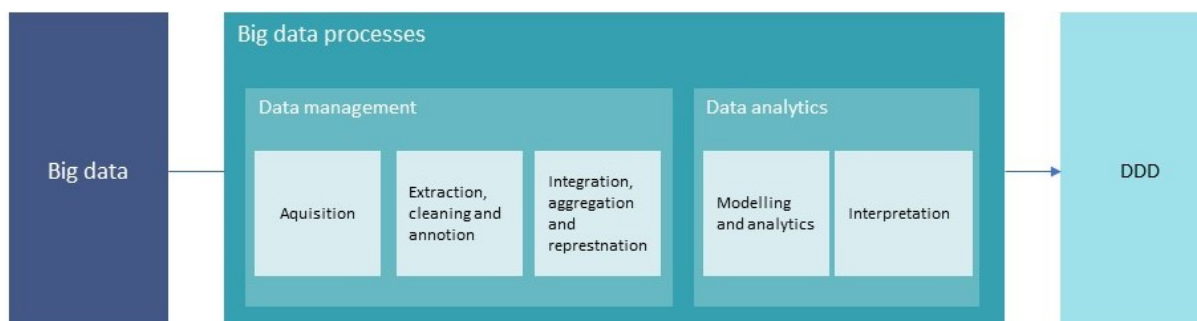 Big data processes
Data management
Data analytics
Big data
Aquisition
Extraction,
cleaning and
annotion
Integration,
aggregation
and
represtnation
Modelling
and analytics
Interpretation
DDD